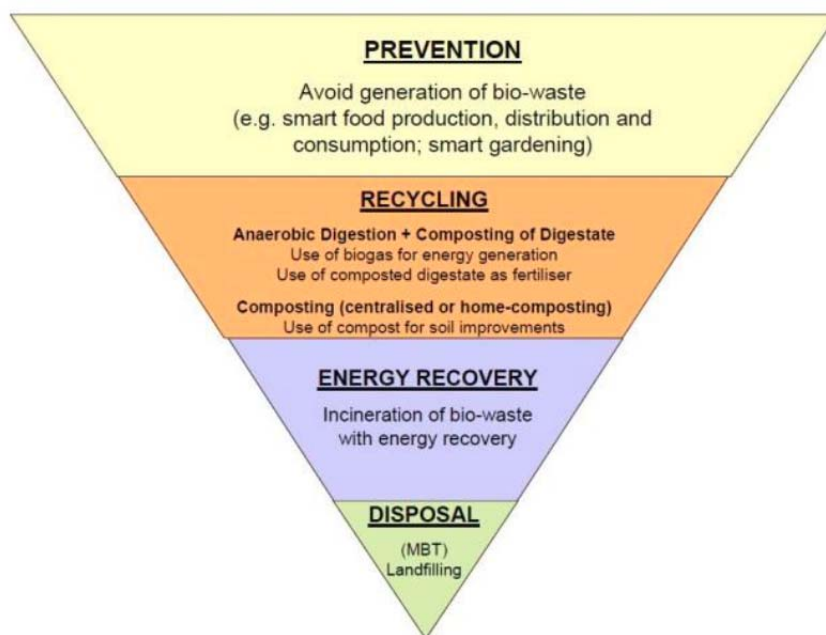 PREVENTION
Avoid generation of bio-waste
(e.g. smart food production, distribution and
consumption; smart gardening)
RECYCLING
Anaerobic Digestion + Composting of Digestate
Use of biogas for energy generation
Use of composted digestate as fertiliser
Composting (centralised or home-composting)
Use of compost for soil improvements
ENERGY RECOVERY
Incineration of bio-waste
with energy recovery
DISPOSAL
(MBT)
Landfilling